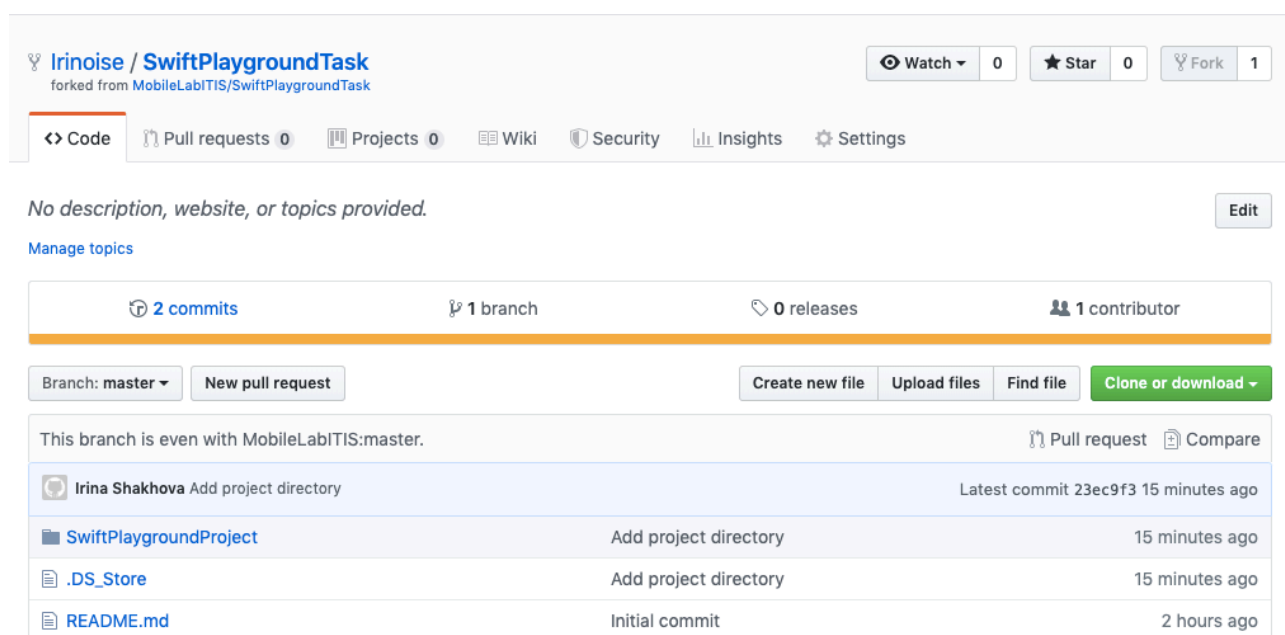 Irinoise / SwiftPlaygroundTask
Watch 0 Star 0 Fork 1
forked from MobileLabITIS/SwiftPlaygroundTask
<> Code Pull requests 0 Projects 0 Wiki Security Insights Settings
No description, website, or topics provided. Edit
Manage topics
2 commits 1 branch 0 releases 1 contributor
Branch: master New pull request Create new file Upload files Find file Clone or download
This branch is even with MobileLabITIS:master. Pull request Compare
Irina Shakhova Add project directory Latest commit 23ec9f3 15 minutes ago
SwiftPlaygroundProject Add project directory 15 minutes ago
.DS_Store Add project directory 15 minutes ago
README.md Initial commit 2 hours ago